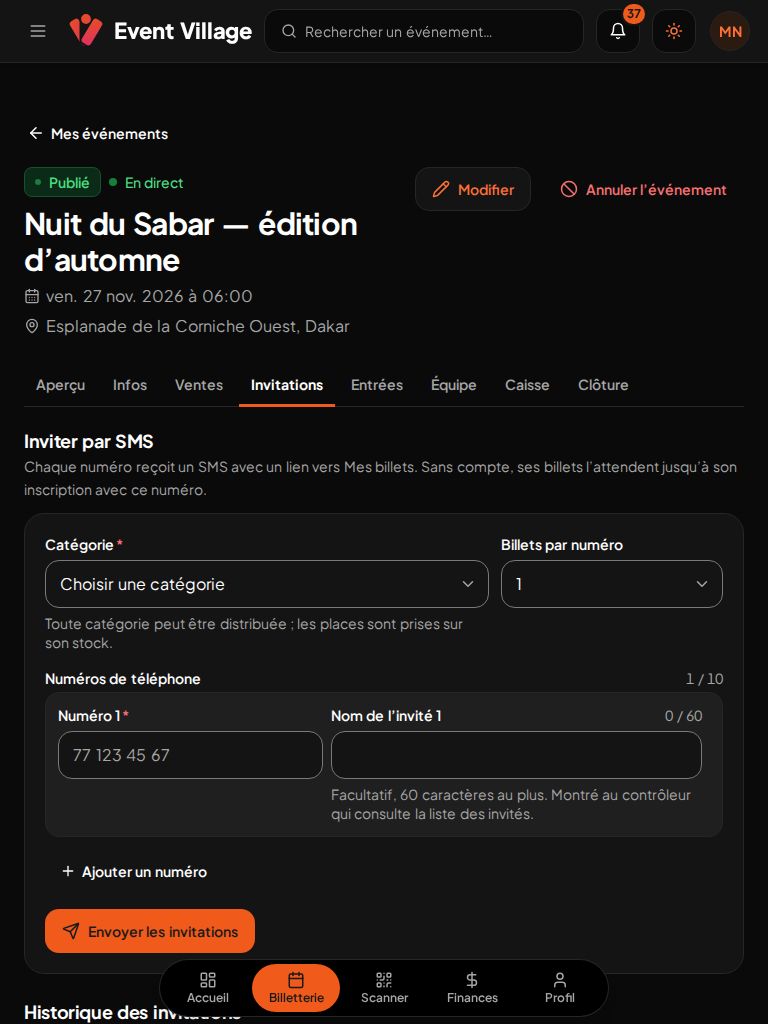 Event Village
Rechercher un événement…
37
MN
Mes événements
Publié
En direct
Modifier
Annuler l’événement
Nuit du Sabar — édition
d’automne
ven. 27 nov. 2026 à 06:00
Esplanade de la Corniche Ouest, Dakar
Aperçu Infos Ventes Invitations Entrées Équipe Caisse Clôture
Inviter par SMS
Chaque numéro reçoit un SMS avec un lien vers Mes billets. Sans compte, ses billets l’attendent jusqu’à son
inscription avec ce numéro.
Catégorie *
Billets par numéro
Choisir une catégorie
1
Toute catégorie peut être distribuée ; les places sont prises sur
son stock.
Numéros de téléphone
1 / 10
Numéro 1 *
Nom de l’invité 1
0 / 60
77 123 45 67
Facultatif, 60 caractères au plus. Montré au contrôleur
qui consulte la liste des invités.
Ajouter un numéro
Envoyer les invitations
Historique des invitations
Accueil Billetterie Scanner Finances Profil